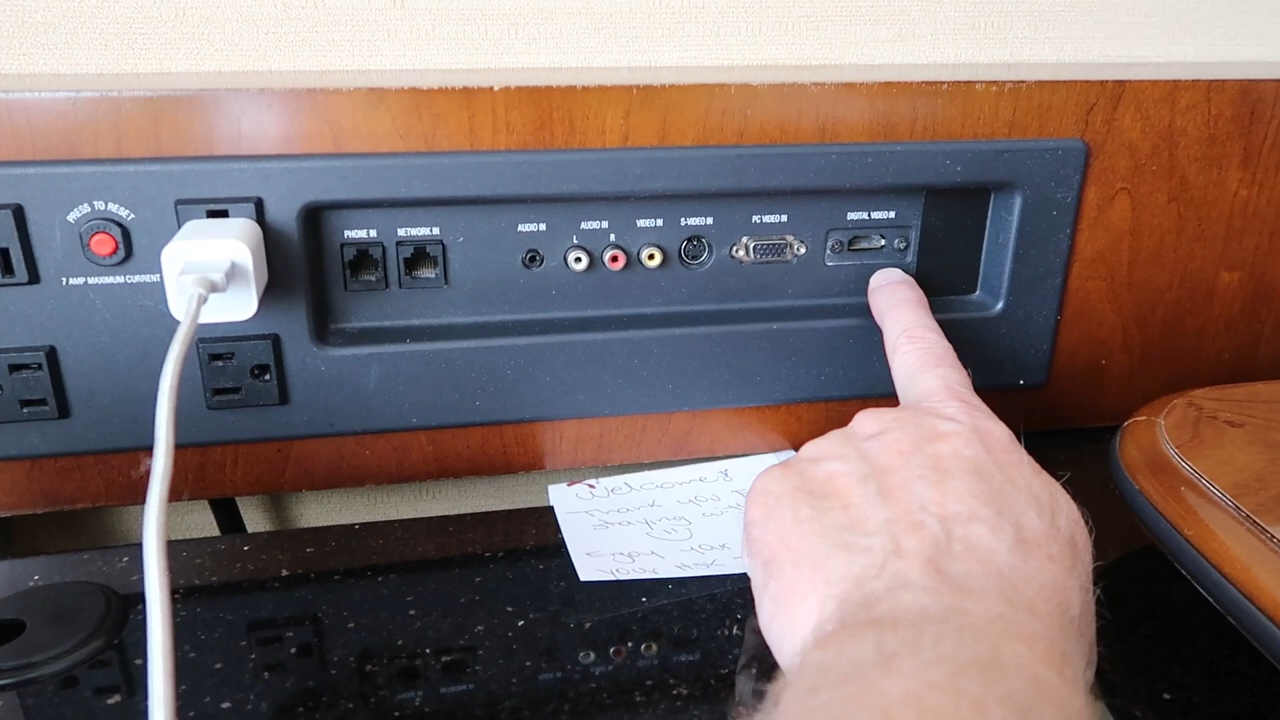 PRESS TO RESET
7 AMP MAXIMUM CURRENT
PHONE IN
NETWORK IN
AUDIO IN
AUDIO IN
L
R
VIDEO IN
S-VIDEO IN
PC VIDEO IN
DIGITAL VIDEO IN
Welcome
Thank you
staying with
Enjoy
your